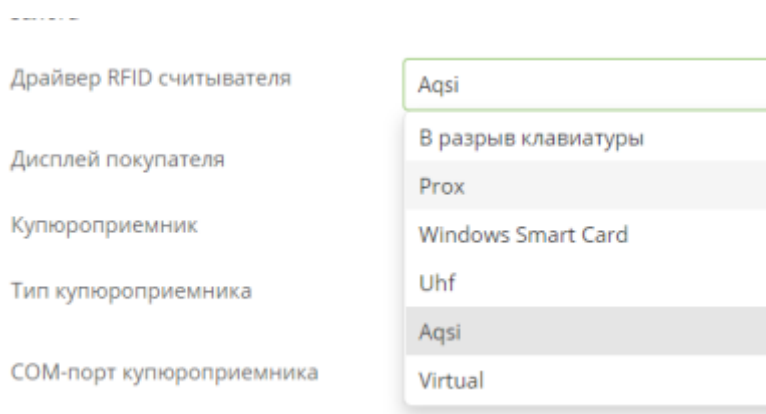 Драйвер RFID считывателя
Aqsi
В разрыв клавиатуры
Дисплей покупателя
Prox
Купюроприемник
Windows Smart Card
Uhf
Тип купюроприемника
Aqsi
COM-порт купюроприемника
Virtual